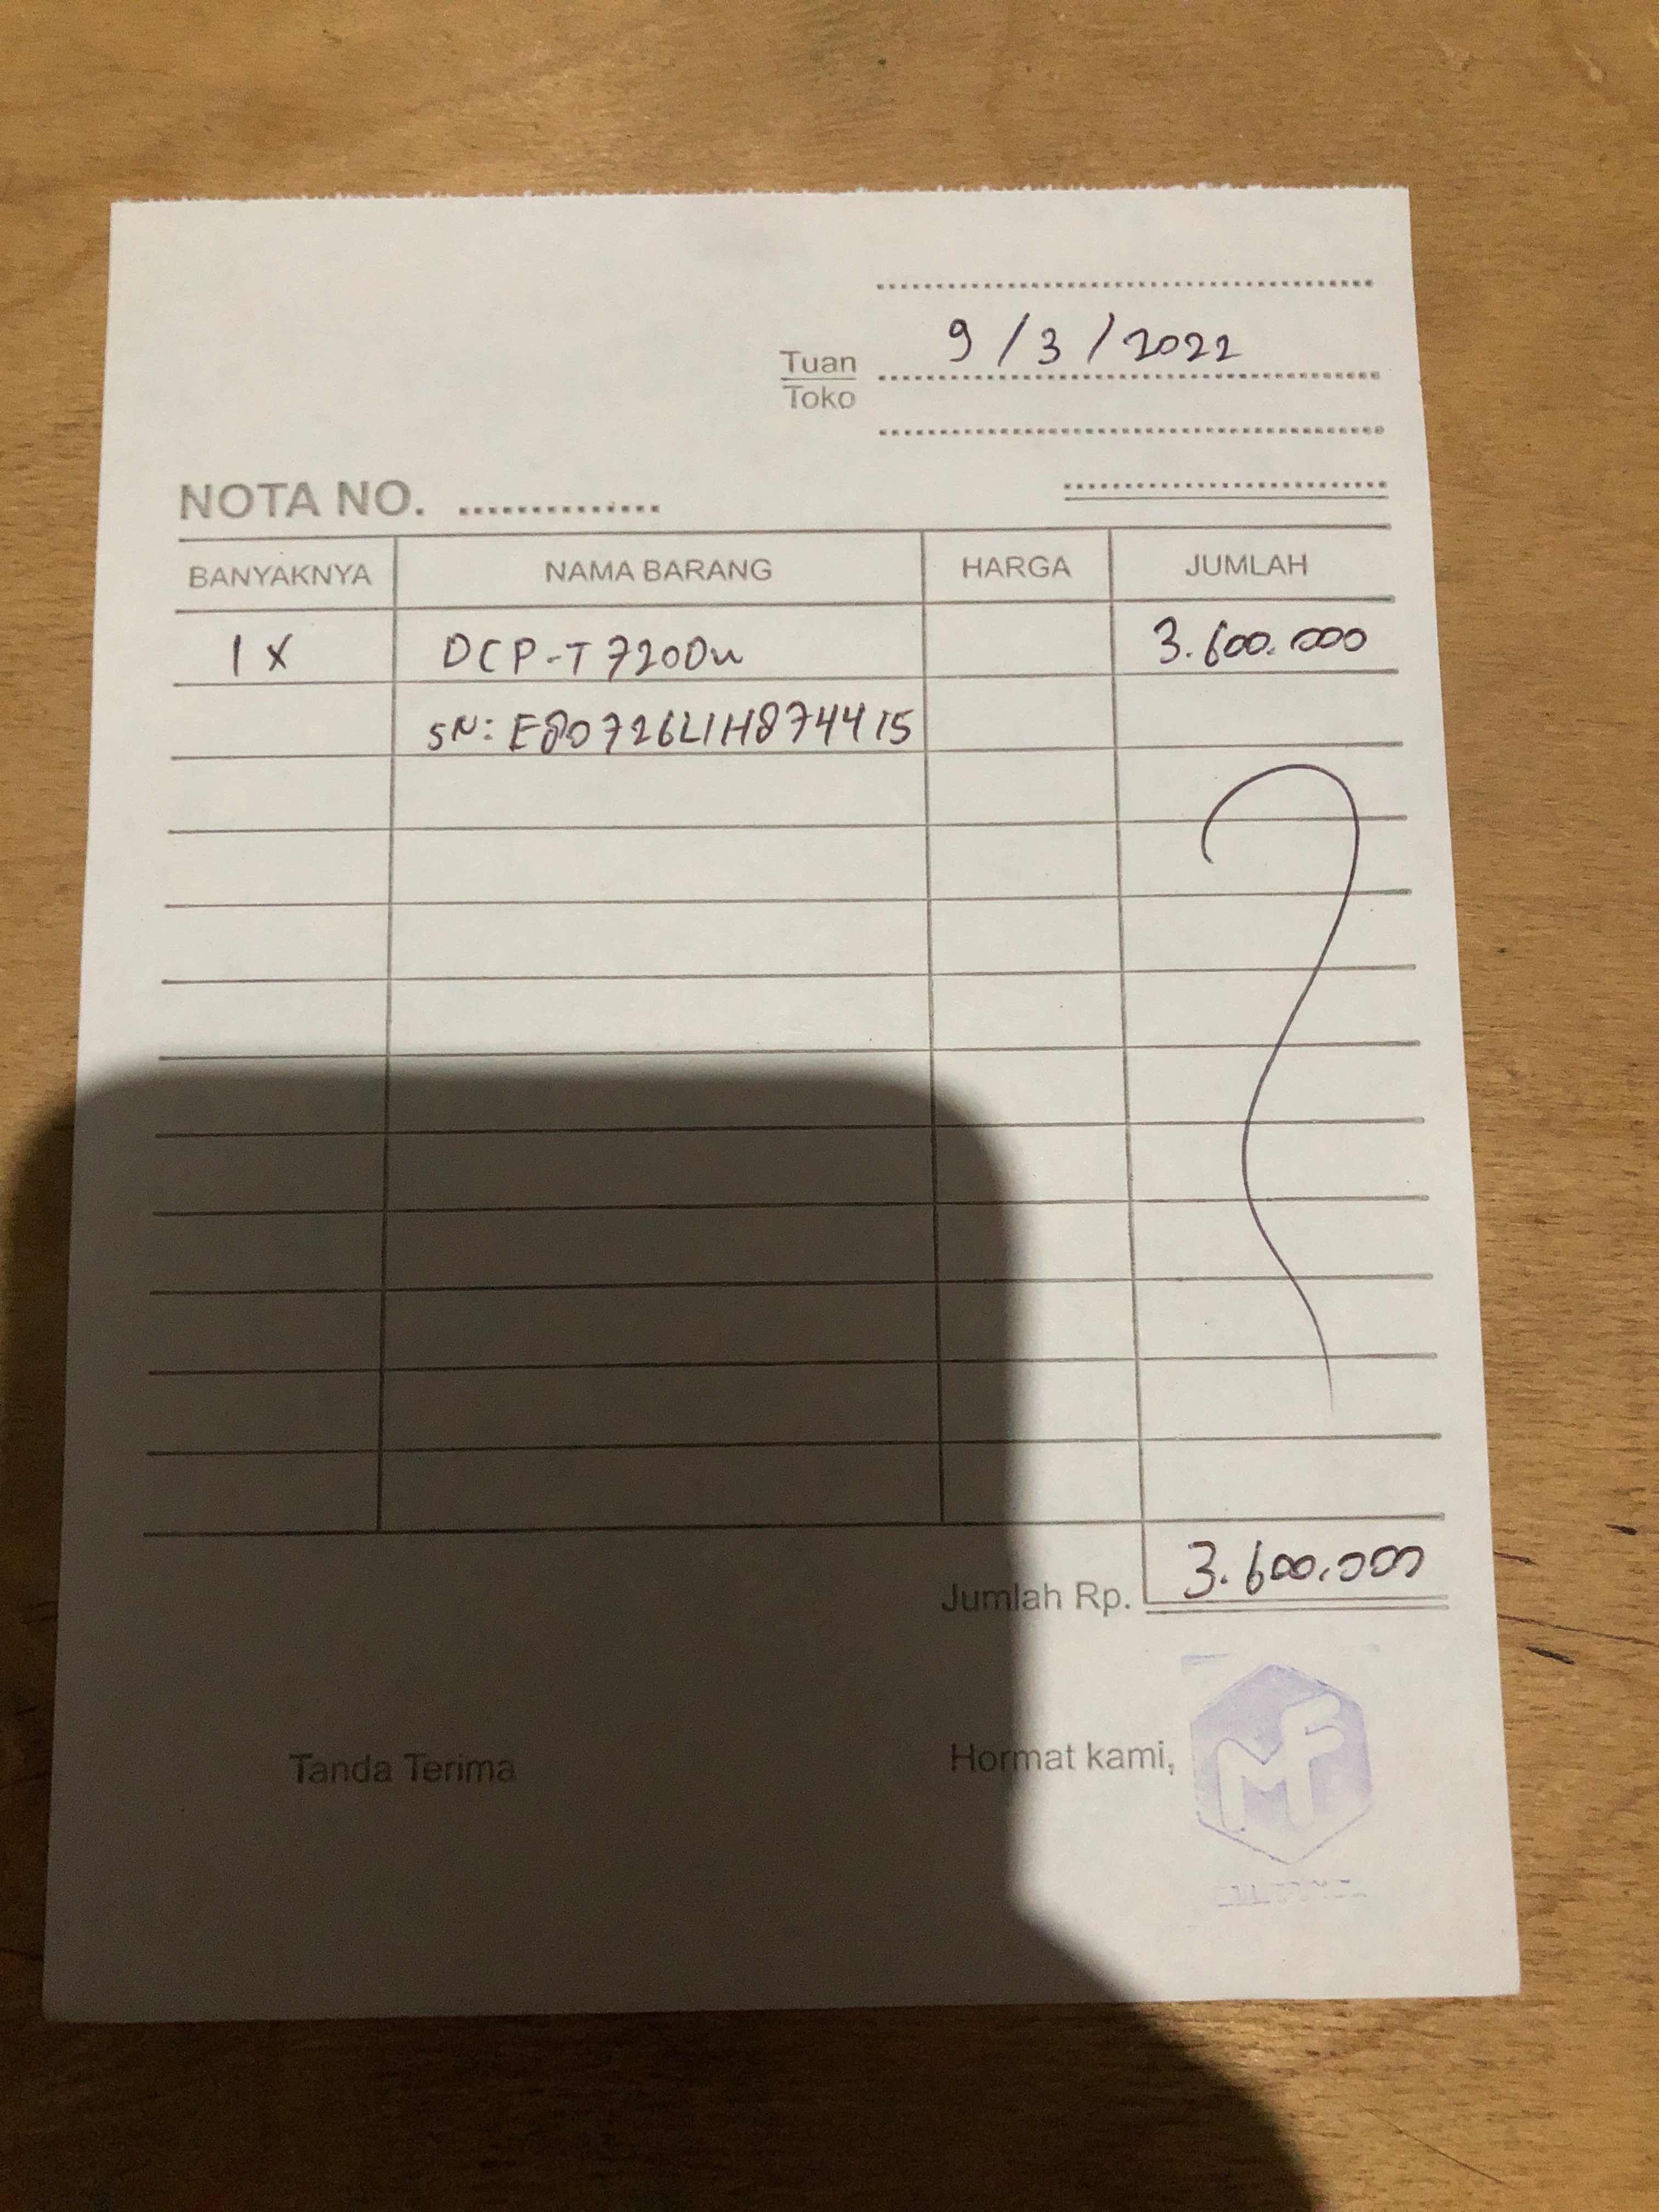 9/3/2022
Tuan
Toko
NOTA NO. ..............
BANYAKNYA NAMA BARANG HARGA JUMLAH
1 X DCP-T7200w 3.600.000
SN: E80726L1H874415
Jumlah Rp. 3.600.000
Tanda Terima Hormat kami,
MF